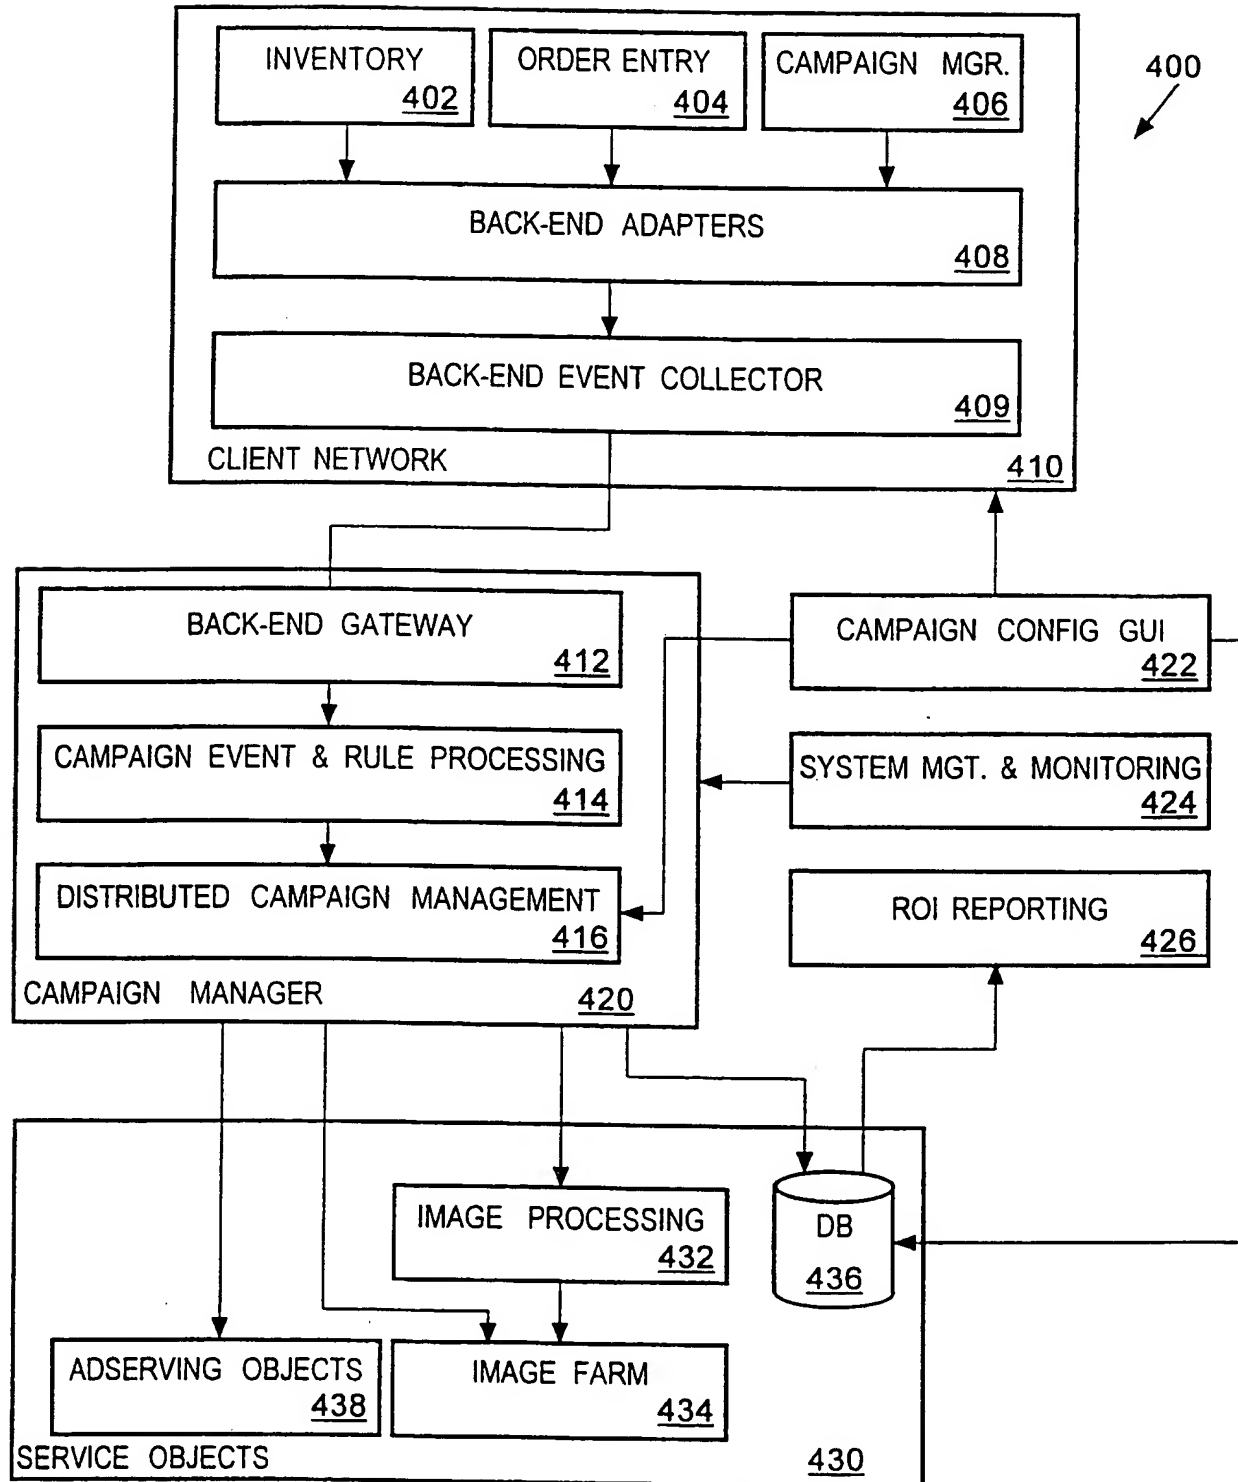 INVENTORY
402
ORDER ENTRY
404
CAMPAIGN MGR.
406
400
BACK-END ADAPTERS
408
BACK-END EVENT COLLECTOR
409
CLIENT NETWORK
410
BACK-END GATEWAY
412
CAMPAIGN CONFIG GUI
422
CAMPAIGN EVENT & RULE PROCESSING
414
SYSTEM MGT. & MONITORING
424
DISTRIBUTED CAMPAIGN MANAGEMENT
416
ROI REPORTING
426
CAMPAIGN MANAGER
420
IMAGE PROCESSING
432
DB
436
ADSERVING OBJECTS
438
IMAGE FARM
434
SERVICE OBJECTS
430